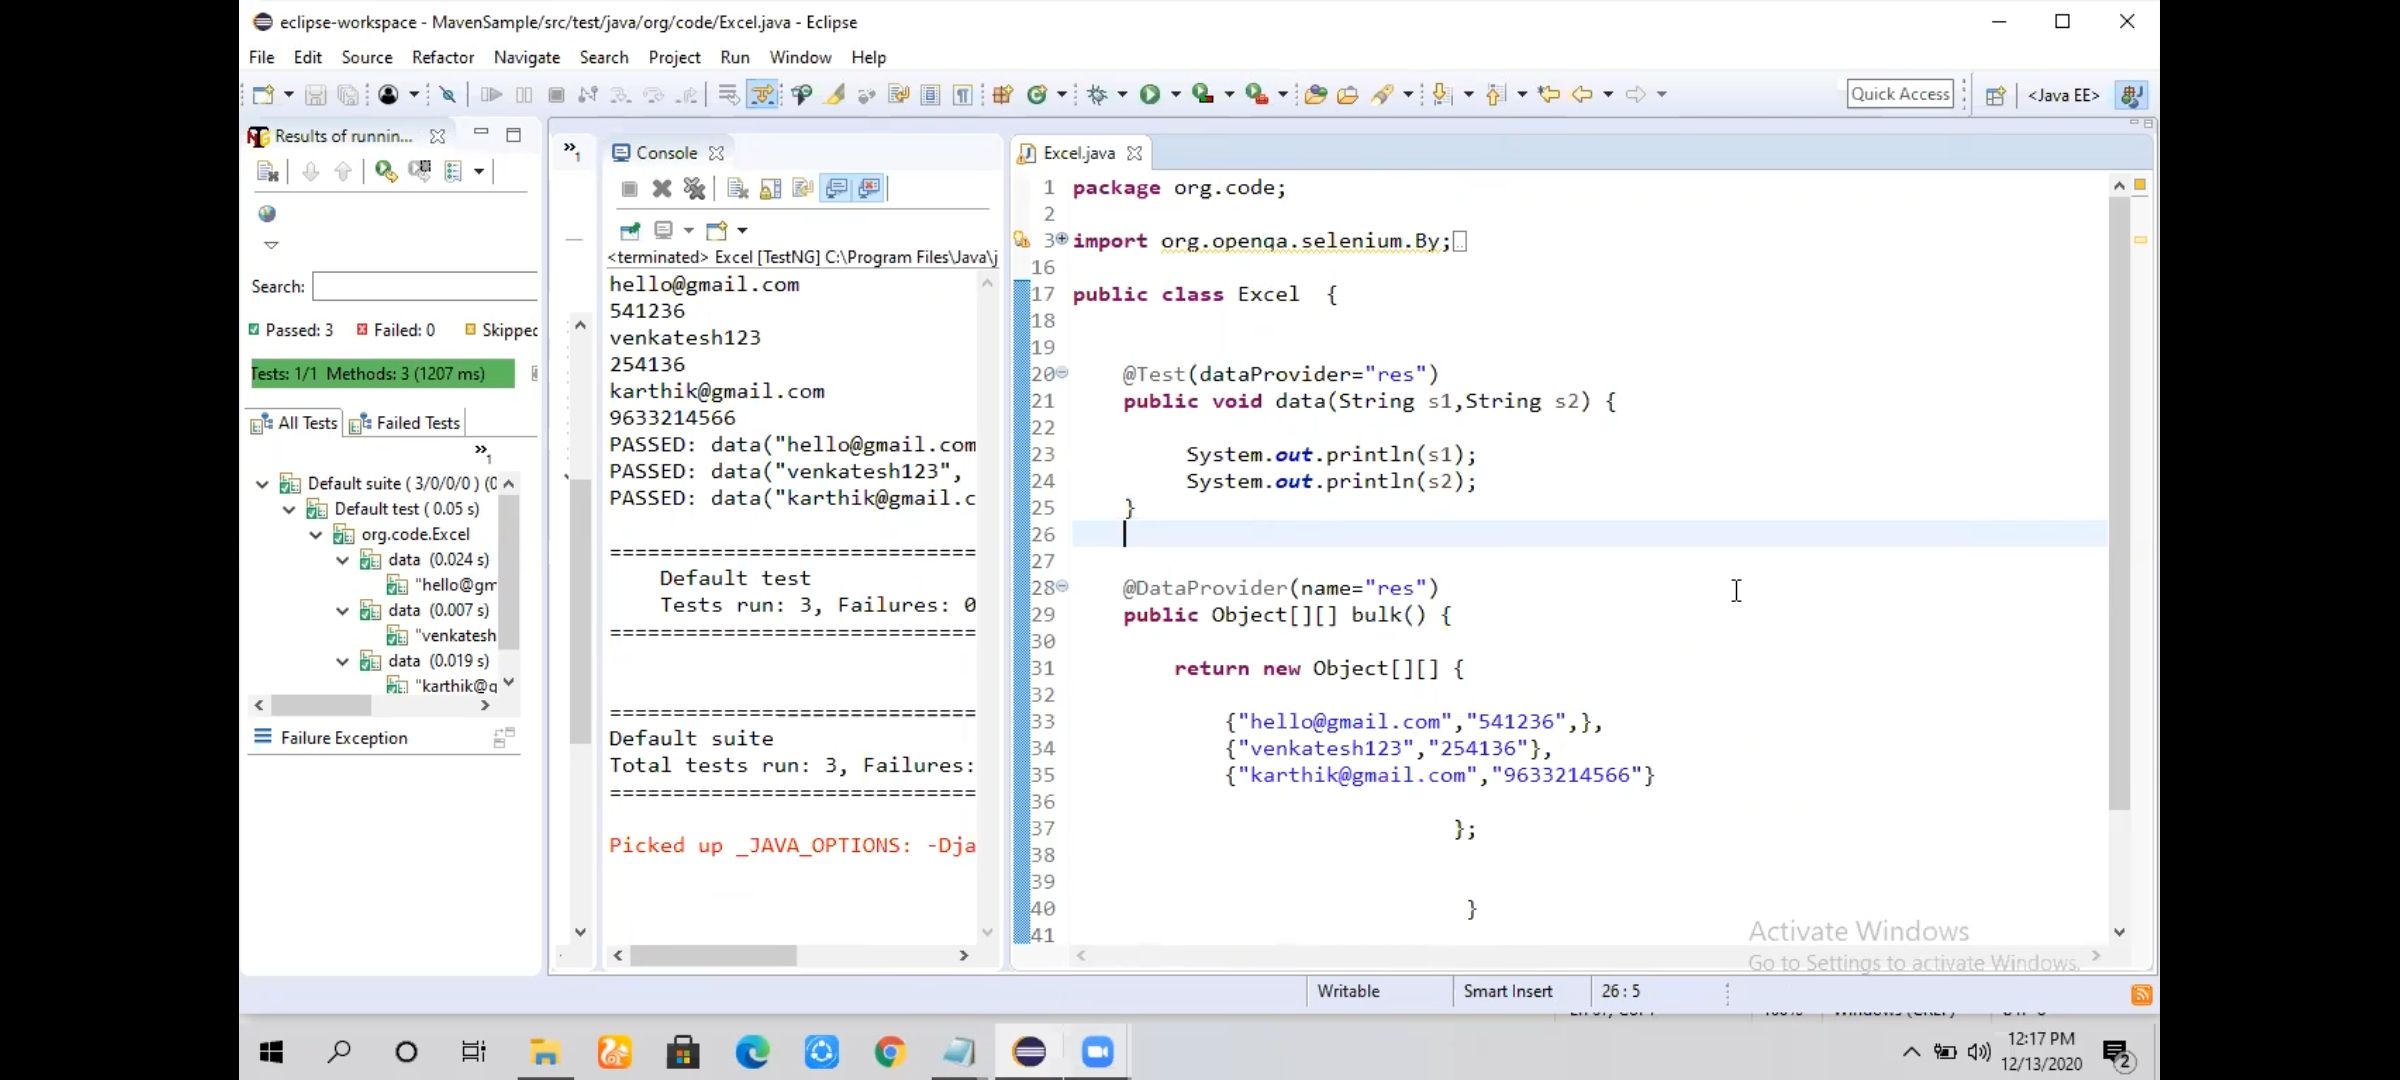 eclipse-workspace - MavenSample/src/test/java/org/code/Excel.java - Eclipse
File Edit Source Refactor Navigate Search Project Run Window Help
Quick Access
<Java EE>
Results of runnin...
Search:
Passed: 3 Failed: 0 Skipped
Tests: 1/1 Methods: 3 (1207 ms)
All Tests Failed Tests
»1
Default suite ( 3/0/0/0 ) (0
Default test ( 0.05 s)
org.code.Excel
data (0.024 s)
"hello@gm
data (0.007 s)
"venkatesh
data (0.019 s)
"karthik@g
Failure Exception
»1
Console
<terminated> Excel [TestNG] C:\Program Files\Java\j
hello@gmail.com
541236
venkatesh123
254136
karthik@gmail.com
9633214566
PASSED: data("hello@gmail.com
PASSED: data("venkatesh123",
PASSED: data("karthik@gmail.c
===============================
Default test
Tests run: 3, Failures: 0
===============================
===============================
Default suite
Total tests run: 3, Failures:
===============================
Picked up _JAVA_OPTIONS: -Dja
Excel.java
1 package org.code;
2
3 import org.openqa.selenium.By;
16
17 public class Excel {
18
19
20 @Test(dataProvider="res")
21 public void data(String s1,String s2) {
22
23 System.out.println(s1);
24 System.out.println(s2);
25 }
26
27
28 @DataProvider(name="res")
29 public Object[][] bulk() {
30
31 return new Object[][] {
32
33 {"hello@gmail.com","541236",},
34 {"venkatesh123","254136"},
35 {"karthik@gmail.com","9633214566"}
36
37 };
38
39
40 }
41
Activate Windows
Go to Settings to activate Windows.
Writable Smart Insert 26 : 5
12:17 PM
12/13/2020
2